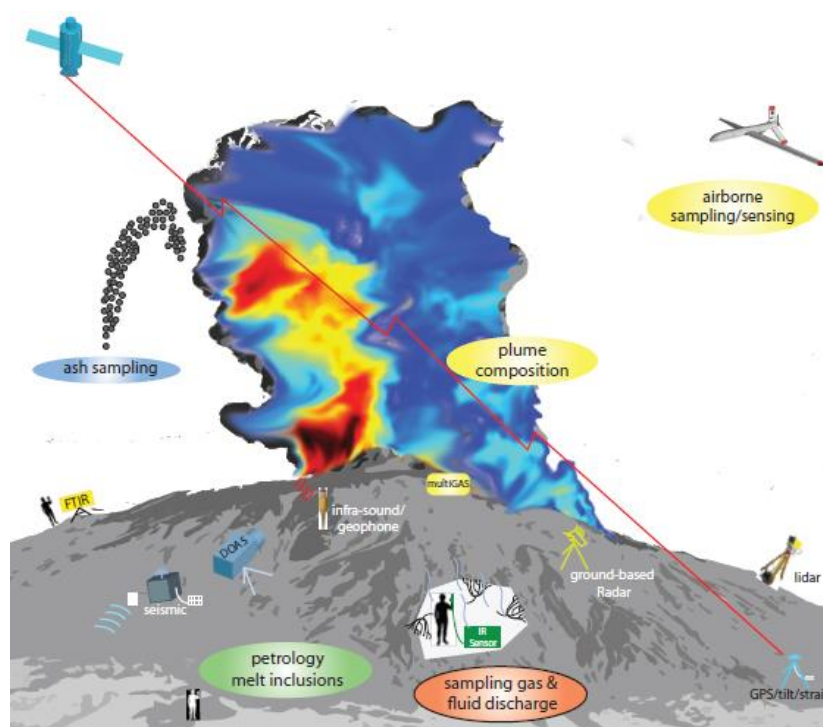 airborne
sampling/sensing
ash sampling
plume
composition
FTIR
multiGAS
infra-sound/
geophone
DOAS
ground-based
Radar
lidar
seismic
IR
Sensor
petrology
melt inclusions
sampling gas &
fluid discharge
GPS/tilt/strai